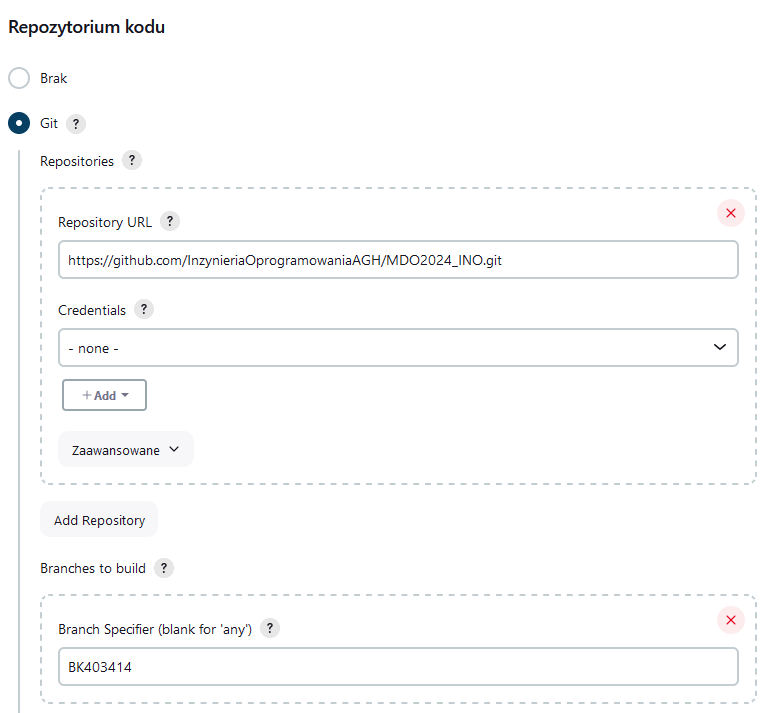 Repozytorium kodu
Brak
Git ?
Repositories ?
Repository URL ?
https://github.com/InzynieriaOprogramowaniaAGH/MDO2024_INO.git
Credentials ?
- none -
+ Add
Zaawansowane
Add Repository
Branches to build ?
Branch Specifier (blank for 'any') ?
BK403414